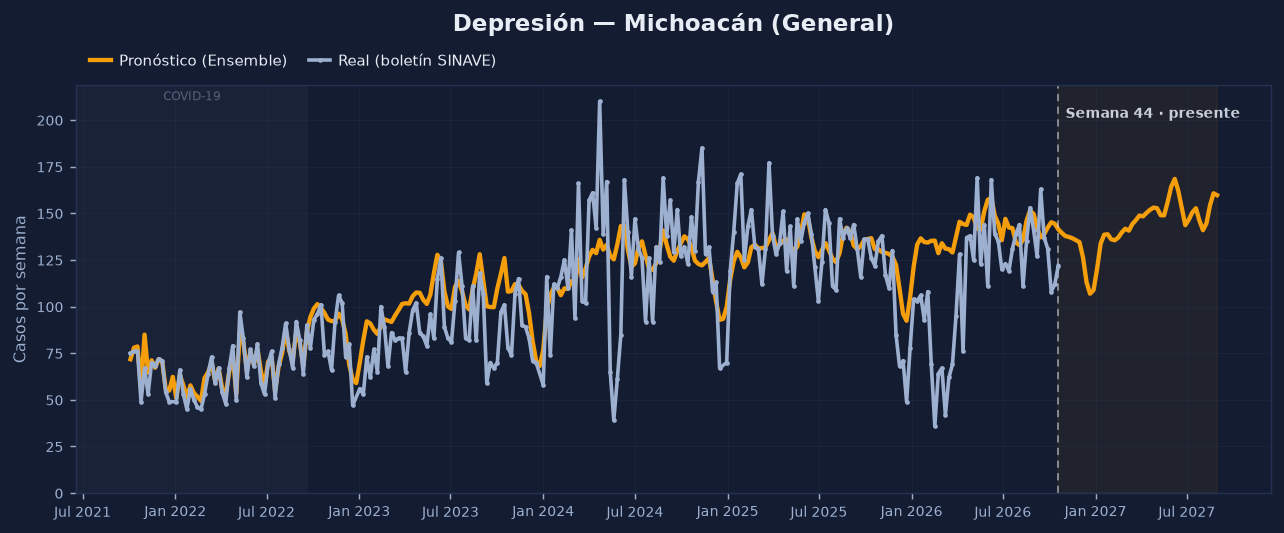 Depresión — Michoacán (General)
Pronóstico (Ensemble)
Real (boletín SINAVE)
COVID-19
Semana 44 · presente
Casos por semana
200
175
150
125
100
75
50
25
0
Jul 2021
Jan 2022
Jul 2022
Jan 2023
Jul 2023
Jan 2024
Jul 2024
Jan 2025
Jul 2025
Jan 2026
Jul 2026
Jan 2027
Jul 2027